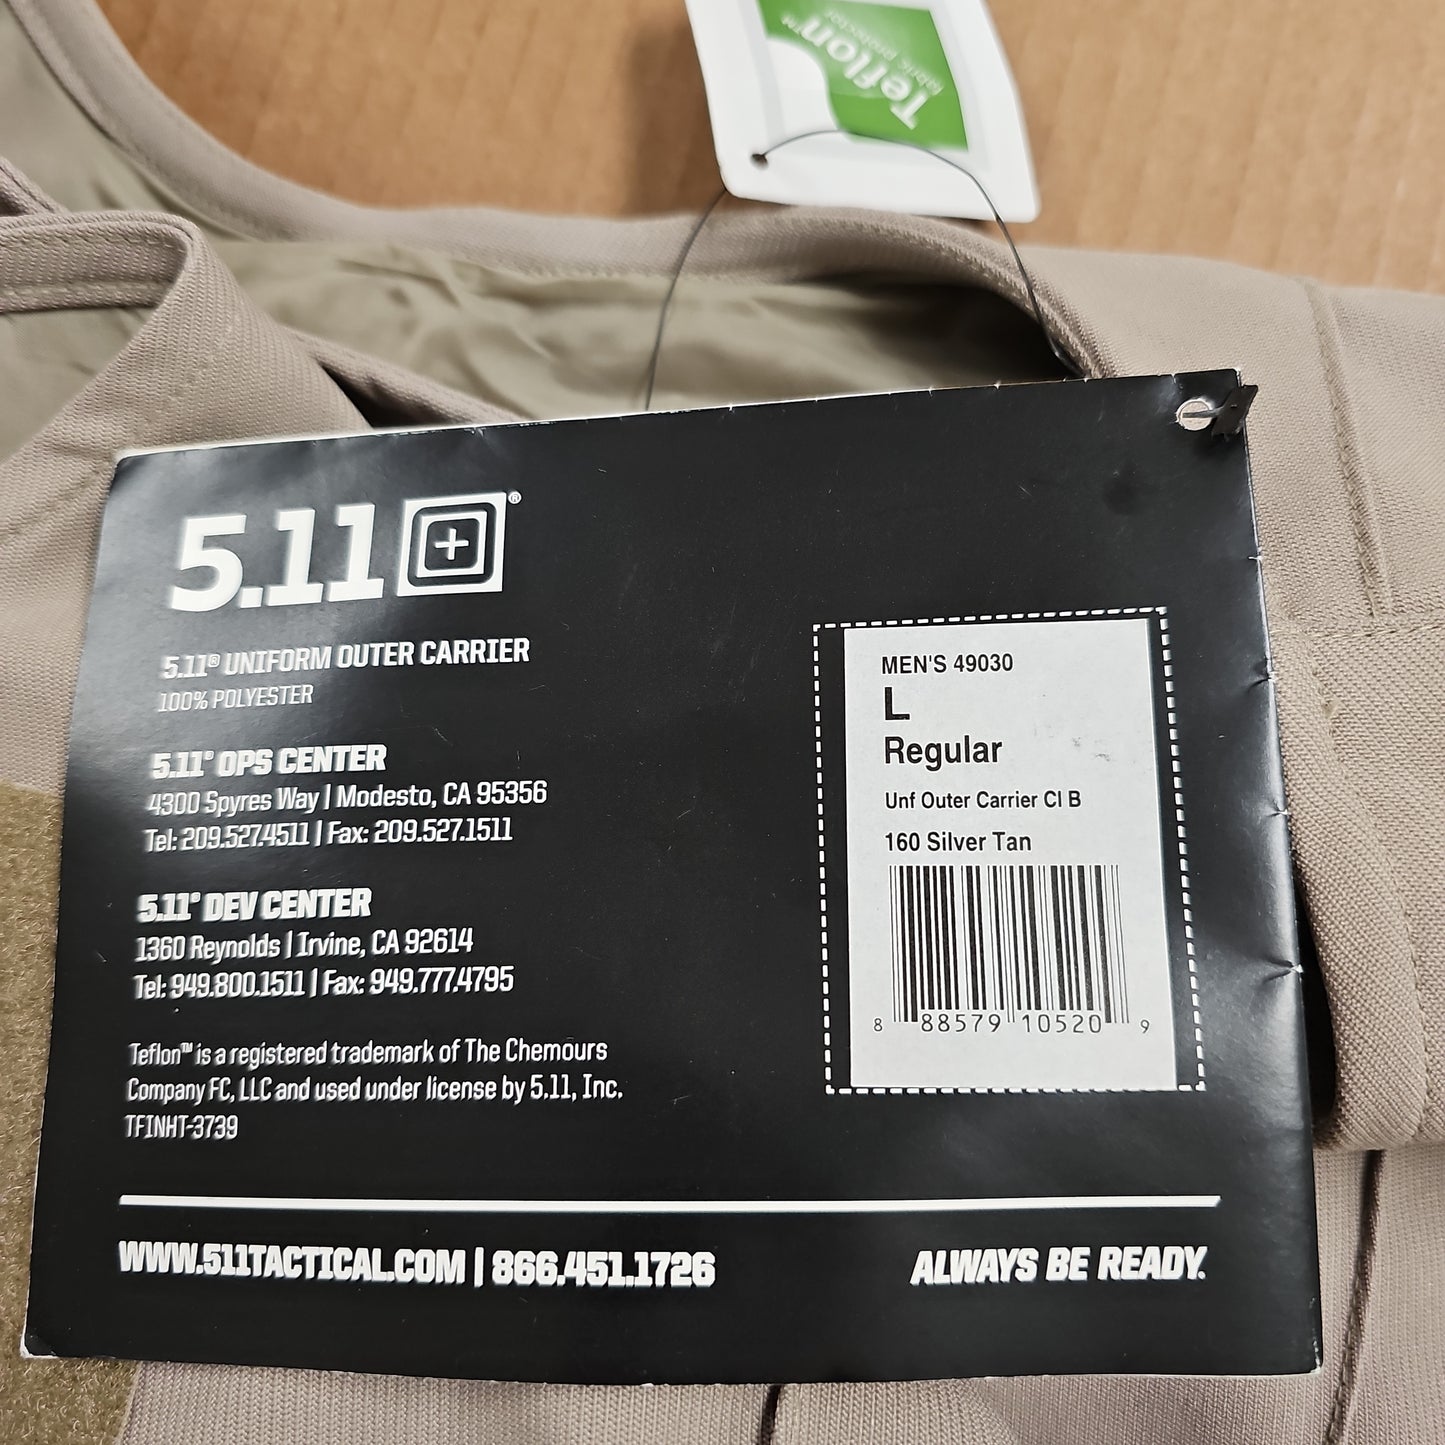 Teflon™
fabric protector
5.11®
5.11® UNIFORM OUTER CARRIER
100% POLYESTER
5.11® OPS CENTER
4300 Spyres Way | Modesto, CA 95356
Tel: 209.527.4511 | Fax: 209.527.1511
5.11® DEV CENTER
1360 Reynolds | Irvine, CA 92614
Tel: 949.800.1511 | Fax: 949.777.4795
Teflon™ is a registered trademark of The Chemours
Company FC, LLC and used under license by 5.11, Inc.
TFINHT-3739
MEN'S 49030
L
Regular
Unf Outer Carrier Cl B
160 Silver Tan
8 88579 10520 9
WWW.511TACTICAL.COM | 866.451.1726
ALWAYS BE READY.